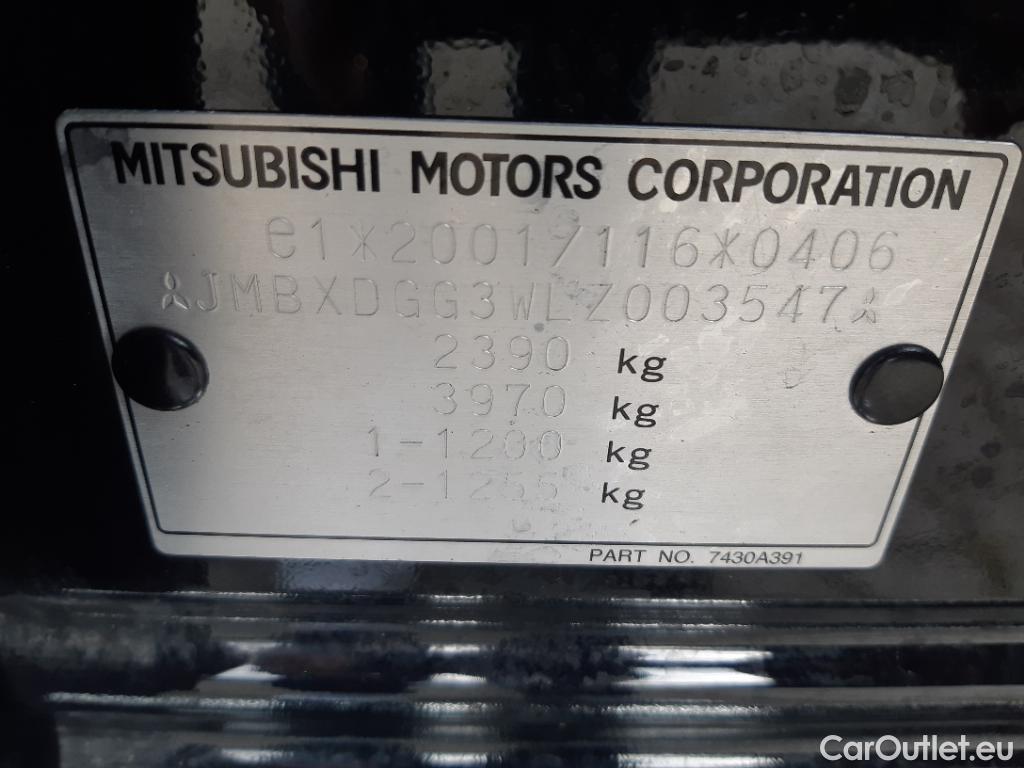 MITSUBISHI MOTORS CORPORATION
e1*2001/116*0406
JMBXDGG3WLZ003547
2390 kg
3970 kg
1-1200 kg
2-1255 kg
PART NO. 7430A391
CarOutlet.eu